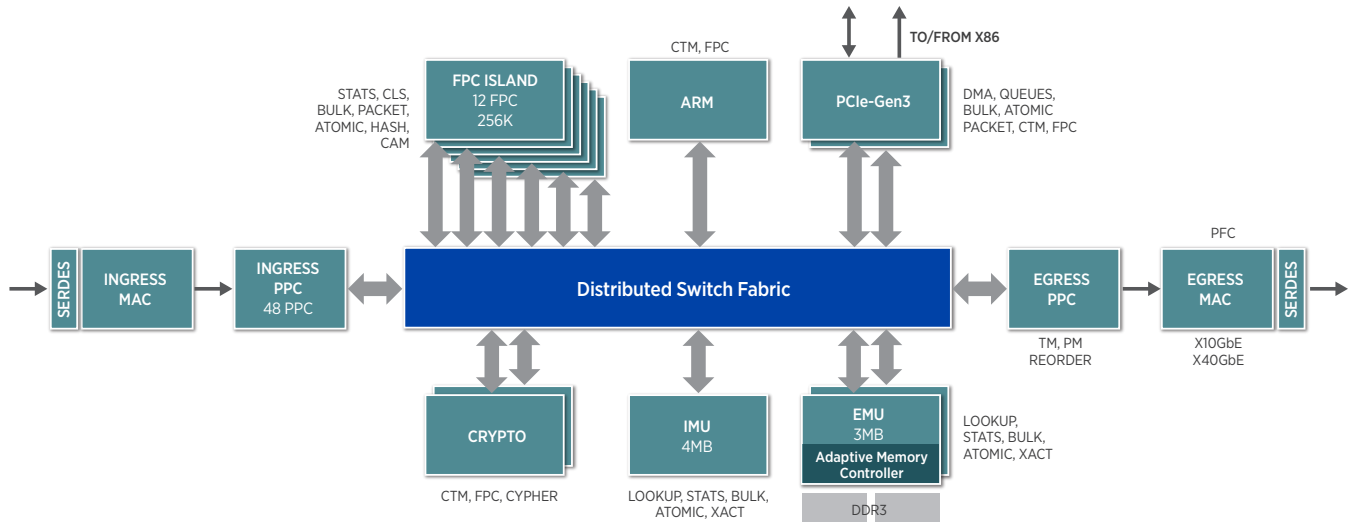 TO/FROM X86
CTM, FPC
STATS, CLS,
BULK, PACKET,
ATOMIC, HASH,
CAM
FPC ISLAND
12 FPC
256K
ARM
PCIe-Gen3
DMA, QUEUES,
BULK, ATOMIC
PACKET, CTM, FPC
SERDES
INGRESS
MAC
INGRESS
PPC
48 PPC
Distributed Switch Fabric
EGRESS
PPC
TM, PM
REORDER
PFC
EGRESS
MAC
SERDES
X10GbE
X40GbE
CRYPTO
CTM, FPC, CYPHER
IMU
4MB
LOOKUP, STATS, BULK,
ATOMIC, XACT
EMU
3MB
Adaptive Memory
Controller
DDR3
LOOKUP,
STATS, BULK,
ATOMIC, XACT